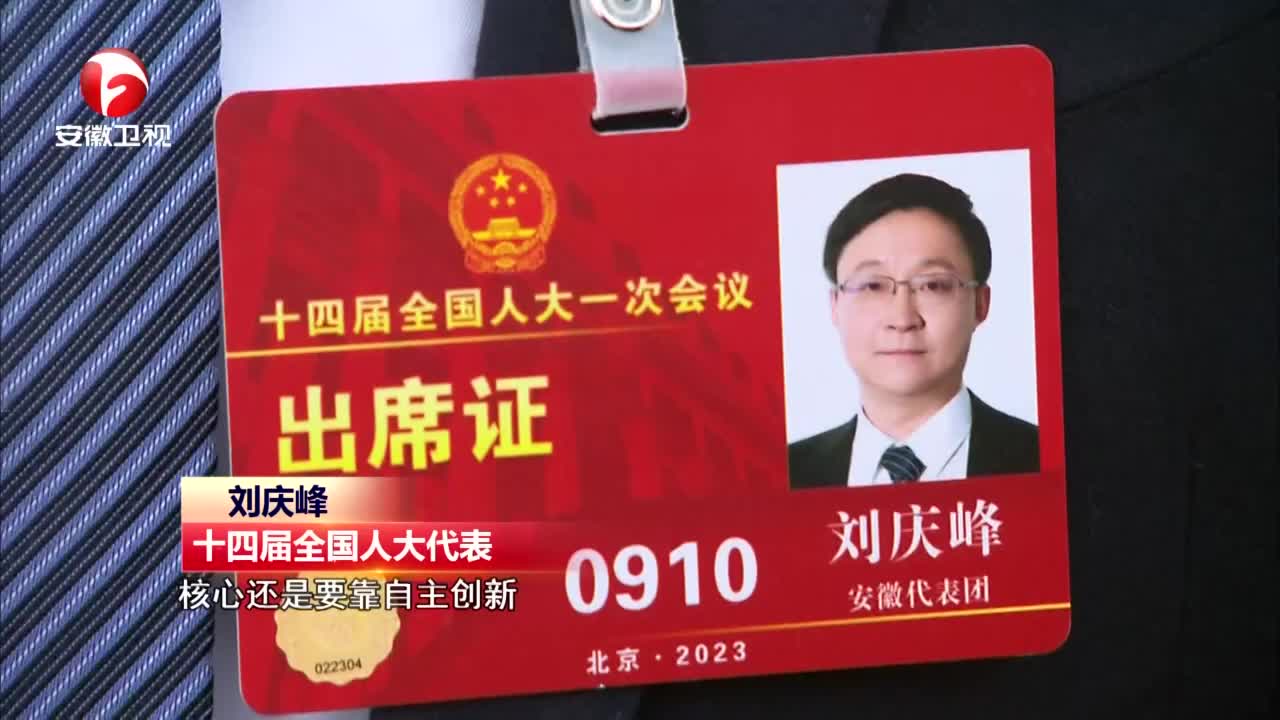 安徽卫视
十四届全国人大一次会议
出席证
刘庆峰
十四届全国人大代表
核心还是要靠自主创新
0910
刘庆峰
安徽代表团
022304
北京·2023